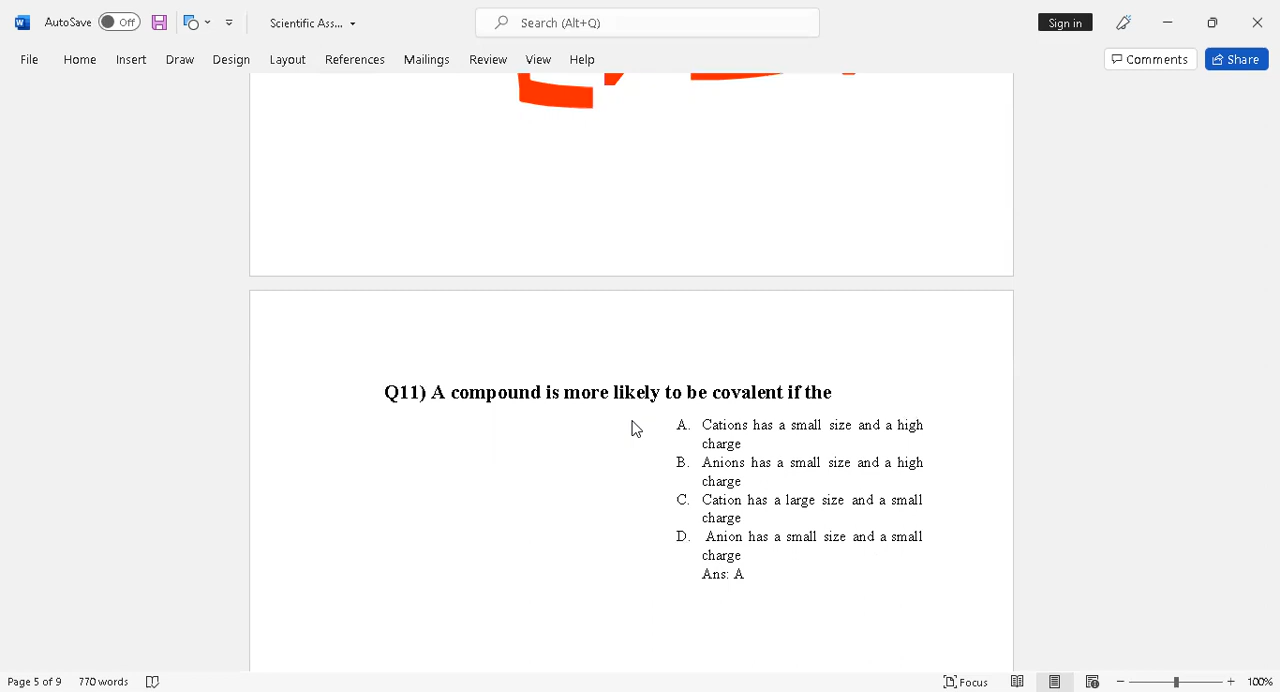 AutoSave Off Scientific Ass... Search (Alt+Q) Sign in
File Home Insert Draw Design Layout References Mailings Review View Help Comments Share
Q11) A compound is more likely to be covalent if the
A. Cations has a small size and a high
charge
B. Anions has a small size and a high
charge
C. Cation has a large size and a small
charge
D. Anion has a small size and a small
charge
Ans: A
Page 5 of 9 770 words Focus 100%